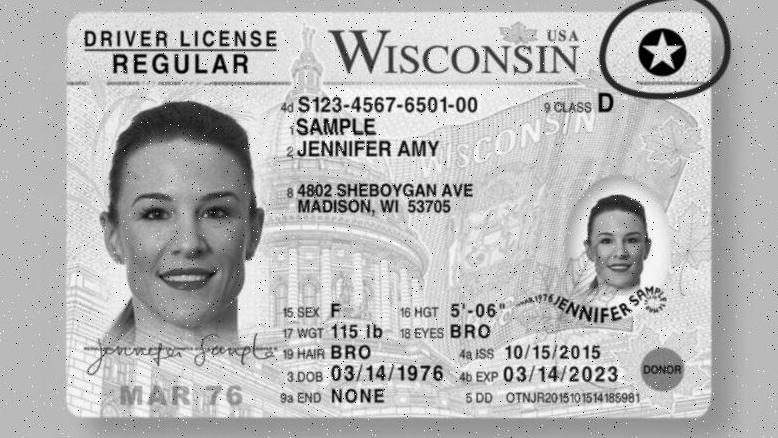 DRIVER LICENSE
REGULAR
WISCONSIN USA
4d S123-4567-6501-00
9 CLASS D
1 SAMPLE
2 JENNIFER AMY
8 4802 SHEBOYGAN AVE
MADISON, WI 53705
WISCONSIN
15 SEX F 16 HGT 5'-06"
17 WGT 115 lb 18 EYES BRO
19 HAIR BRO 4a ISS 10/15/2015
3 DOB 03/14/1976 4b EXP 03/14/2023
9a END NONE 5 DD OTNJR2015101514185981
JENNIFER SAMPLE
Jennifer Sample
MAR 76
DONOR